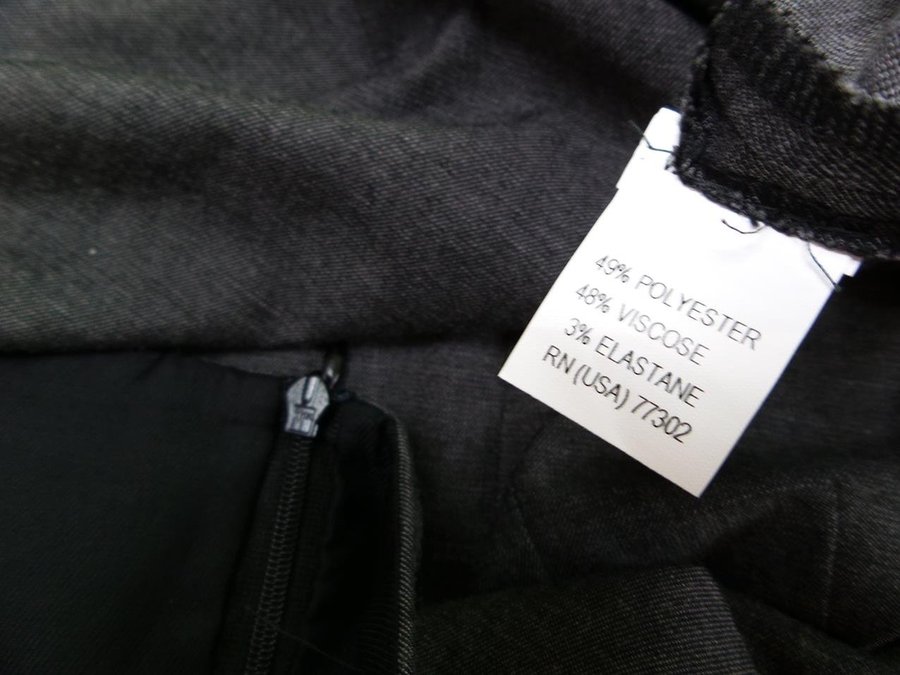 49% POLYESTER
48% VISCOSE
3% ELASTANE
RN (USA) 77302